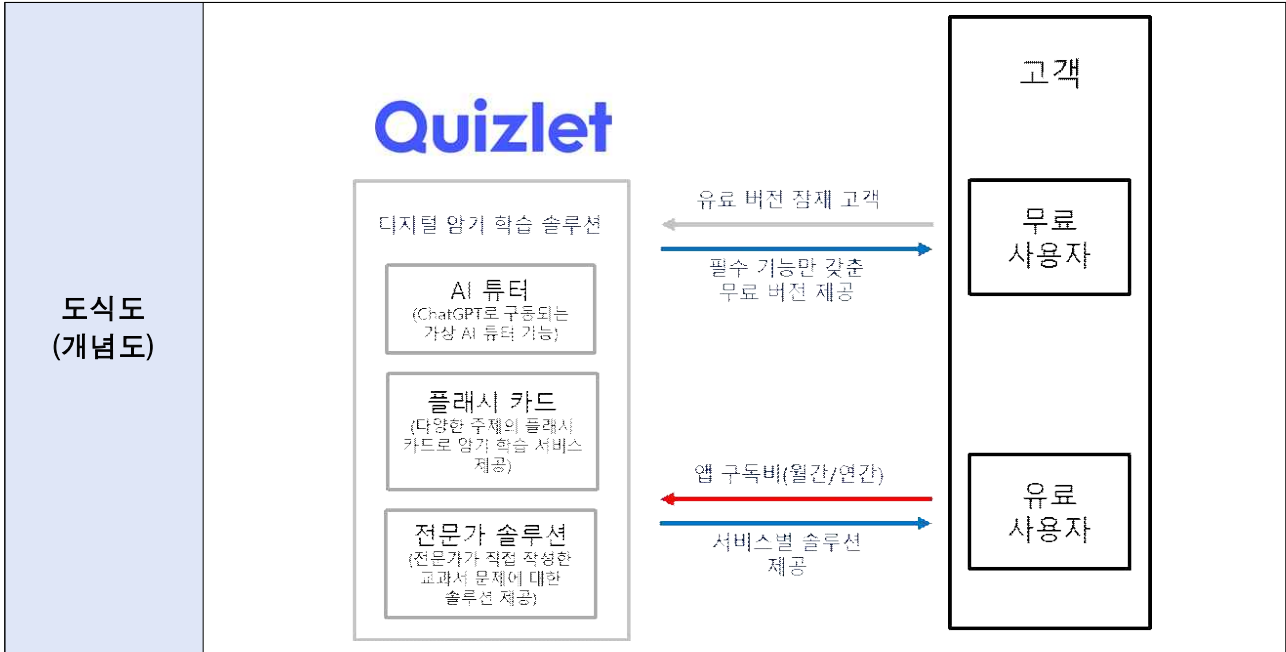 도식도
(개념도)
Quizlet
디지털 암기 학습 솔루션
AI 튜터
(ChatGPT로 구동되는
가상 AI 튜터 기능)
플래시 카드
(다양한 주제의 플래시
카드로 암기 학습 서비스
제공)
전문가 솔루션
(전문가가 직접 작성한
교과서 문제에 대한
솔루션 제공)
유료 버전 잠재 고객
필수 기능만 갖춘
무료 버전 제공
앱 구독비(월간/연간)
서비스별 솔루션
제공
고객
무료
사용자
유료
사용자